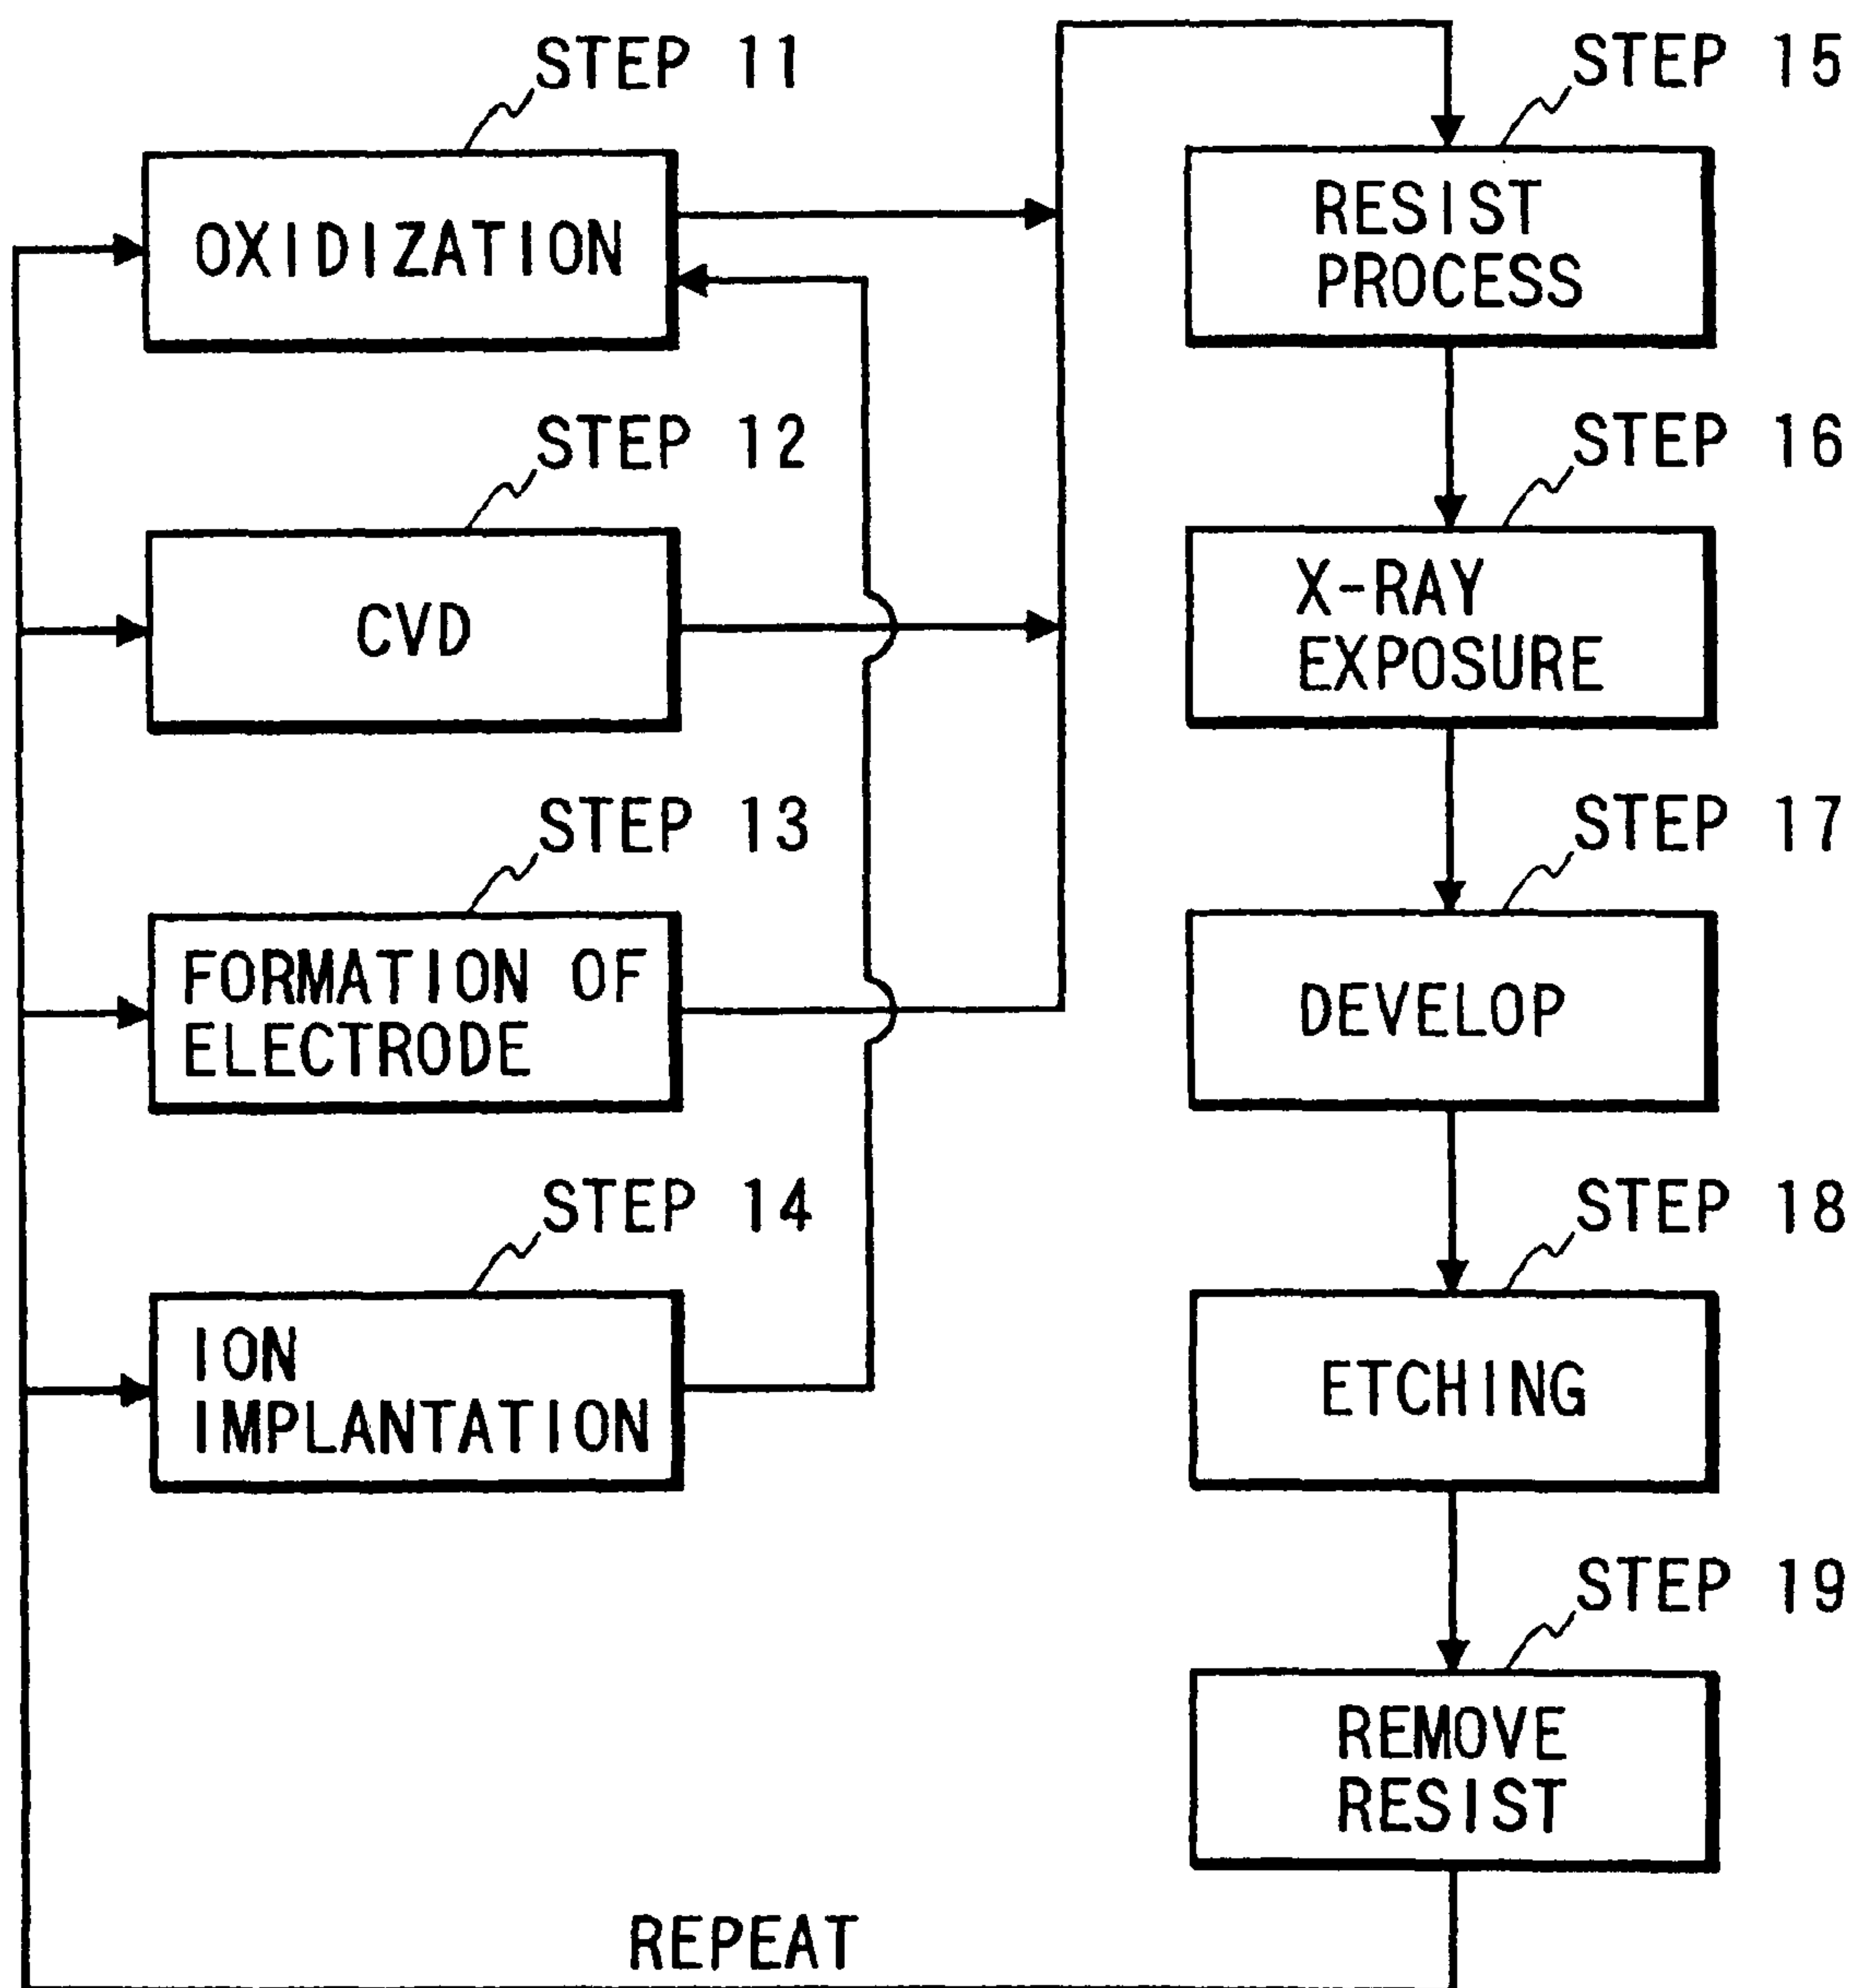 STEP 11
OXIDIZATION
STEP 12
CVD
STEP 13
FORMATION OF
ELECTRODE
STEP 14
ION
IMPLANTATION
STEP 15
RESIST
PROCESS
STEP 16
X-RAY
EXPOSURE
STEP 17
DEVELOP
STEP 18
ETCHING
STEP 19
REMOVE
RESIST
REPEAT